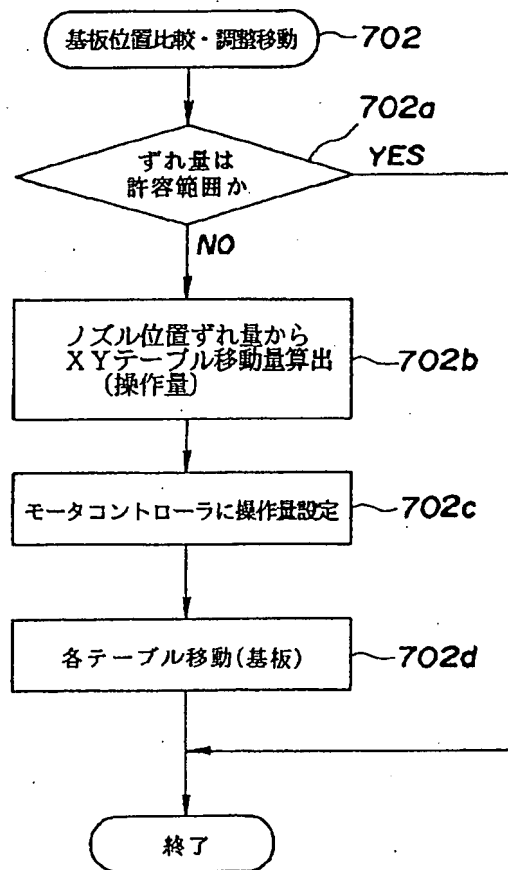 基板位置比較・調整移動
702
702a
ずれ量は
許容範囲か
YES
NO
ノズル位置ずれ量から
XYテーブル移動量算出
(操作量)
702b
モータコントローラに操作量設定
702c
各テーブル移動(基板)
702d
終了